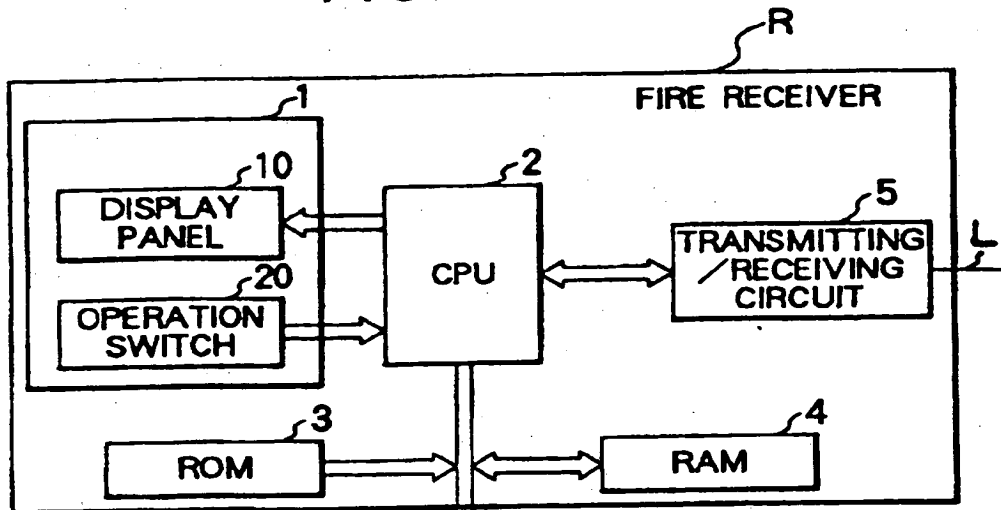 R
FIRE RECEIVER
1
10
DISPLAY
PANEL
2
CPU
5
TRANSMITTING
/RECEIVING
CIRCUIT
L
20
OPERATION
SWITCH
3
ROM
4
RAM